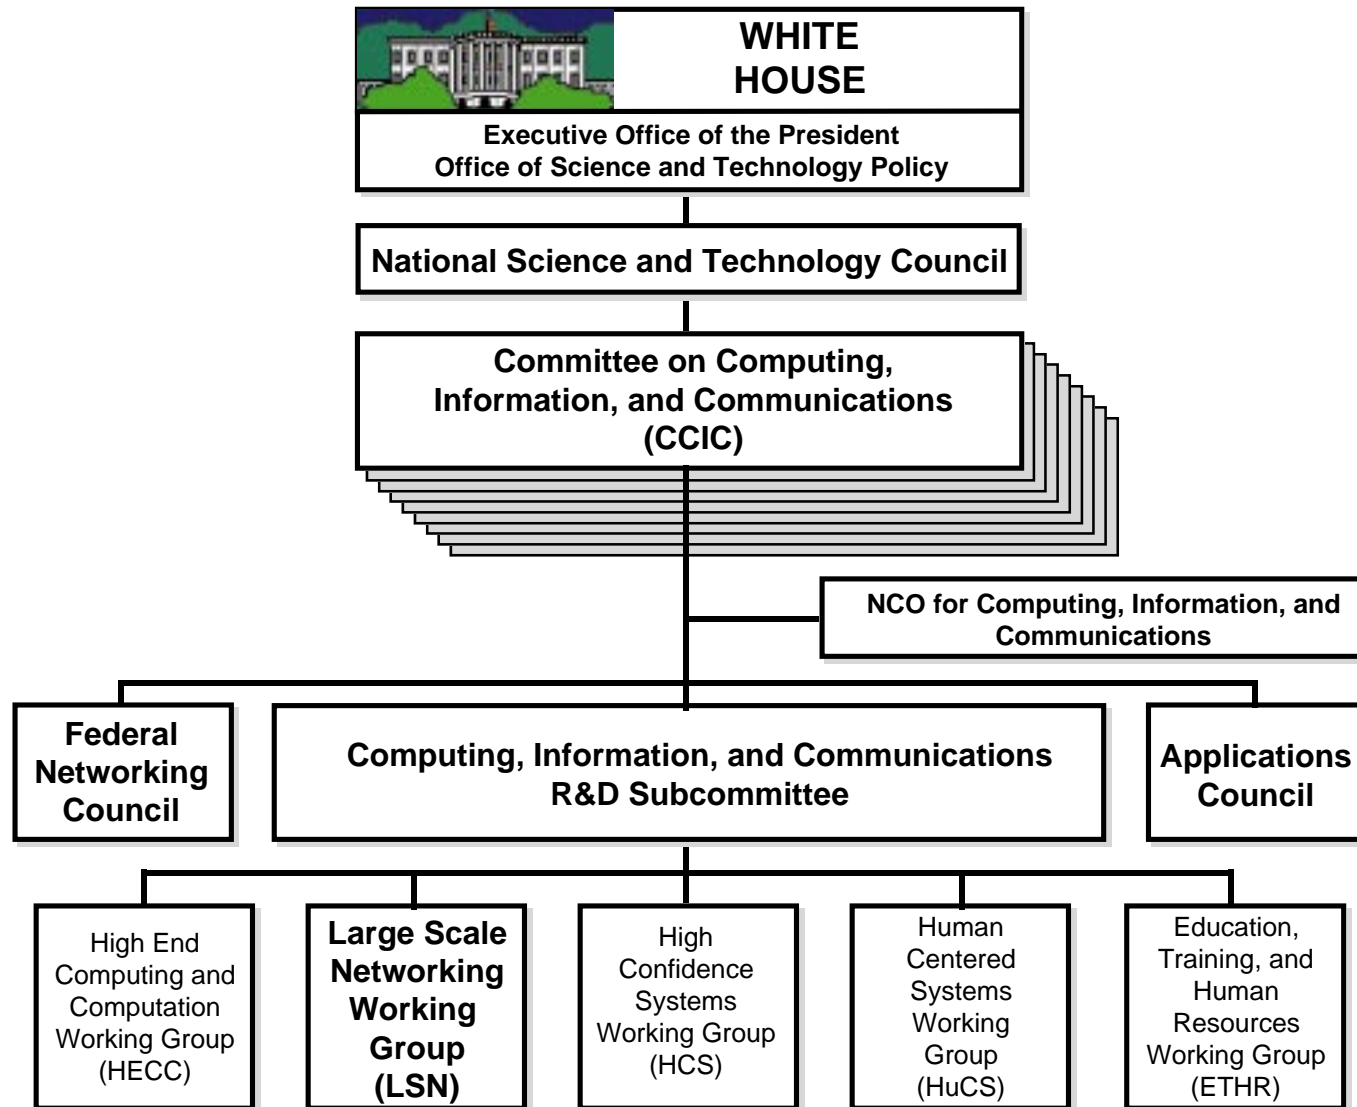 WHITE
HOUSE
Executive Office of the President
Office of Science and Technology Policy
National Science and Technology Council
Committee on Computing,
Information, and Communications
(CCIC)
NCO for Computing, Information, and
Communications
Federal
Networking
Council
Computing, Information, and Communications
R&D Subcommittee
Applications
Council
High End
Computing and
Computation
Working Group
(HECC)
Large Scale
Networking
Working
Group
(LSN)
High
Confidence
Systems
Working Group
(HCS)
Human
Centered
Systems
Working
Group
(HuCS)
Education,
Training, and
Human
Resources
Working Group
(ETHR)